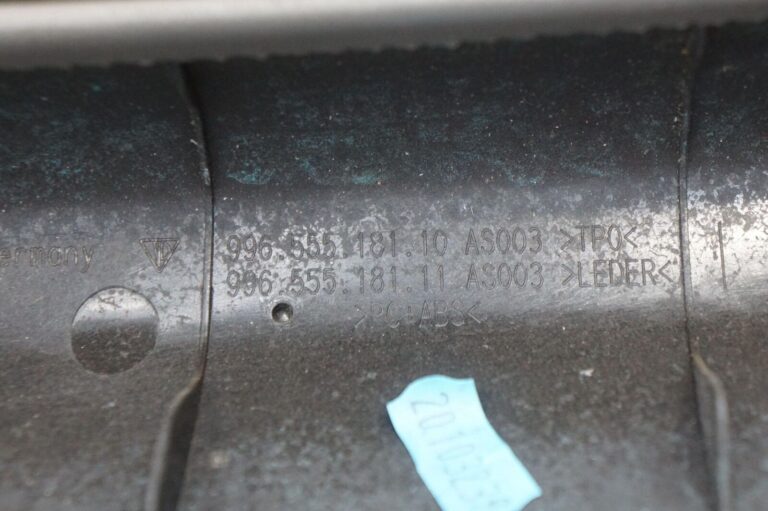 ermany 996.555.181.10 AS003 >TPO<
996.555.181.11 AS003 >LEDER<
>PC+ABS<